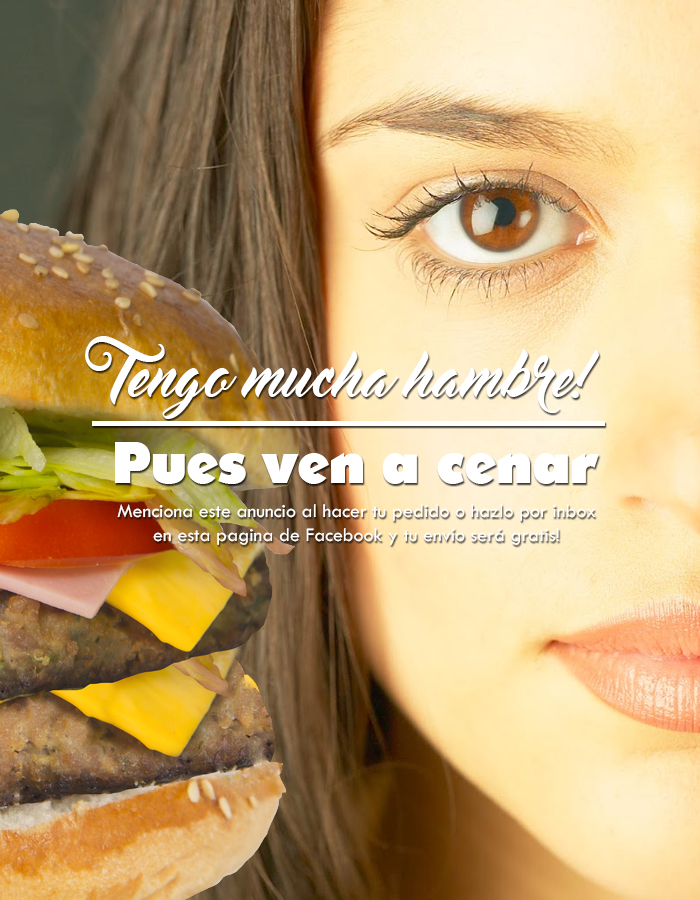 Tengo mucha hambre!
Pues ven a cenar
Menciona este anuncio al hacer tu pedido o hazlo por inbox
en esta pagina de Facebook y tu envío será gratis!